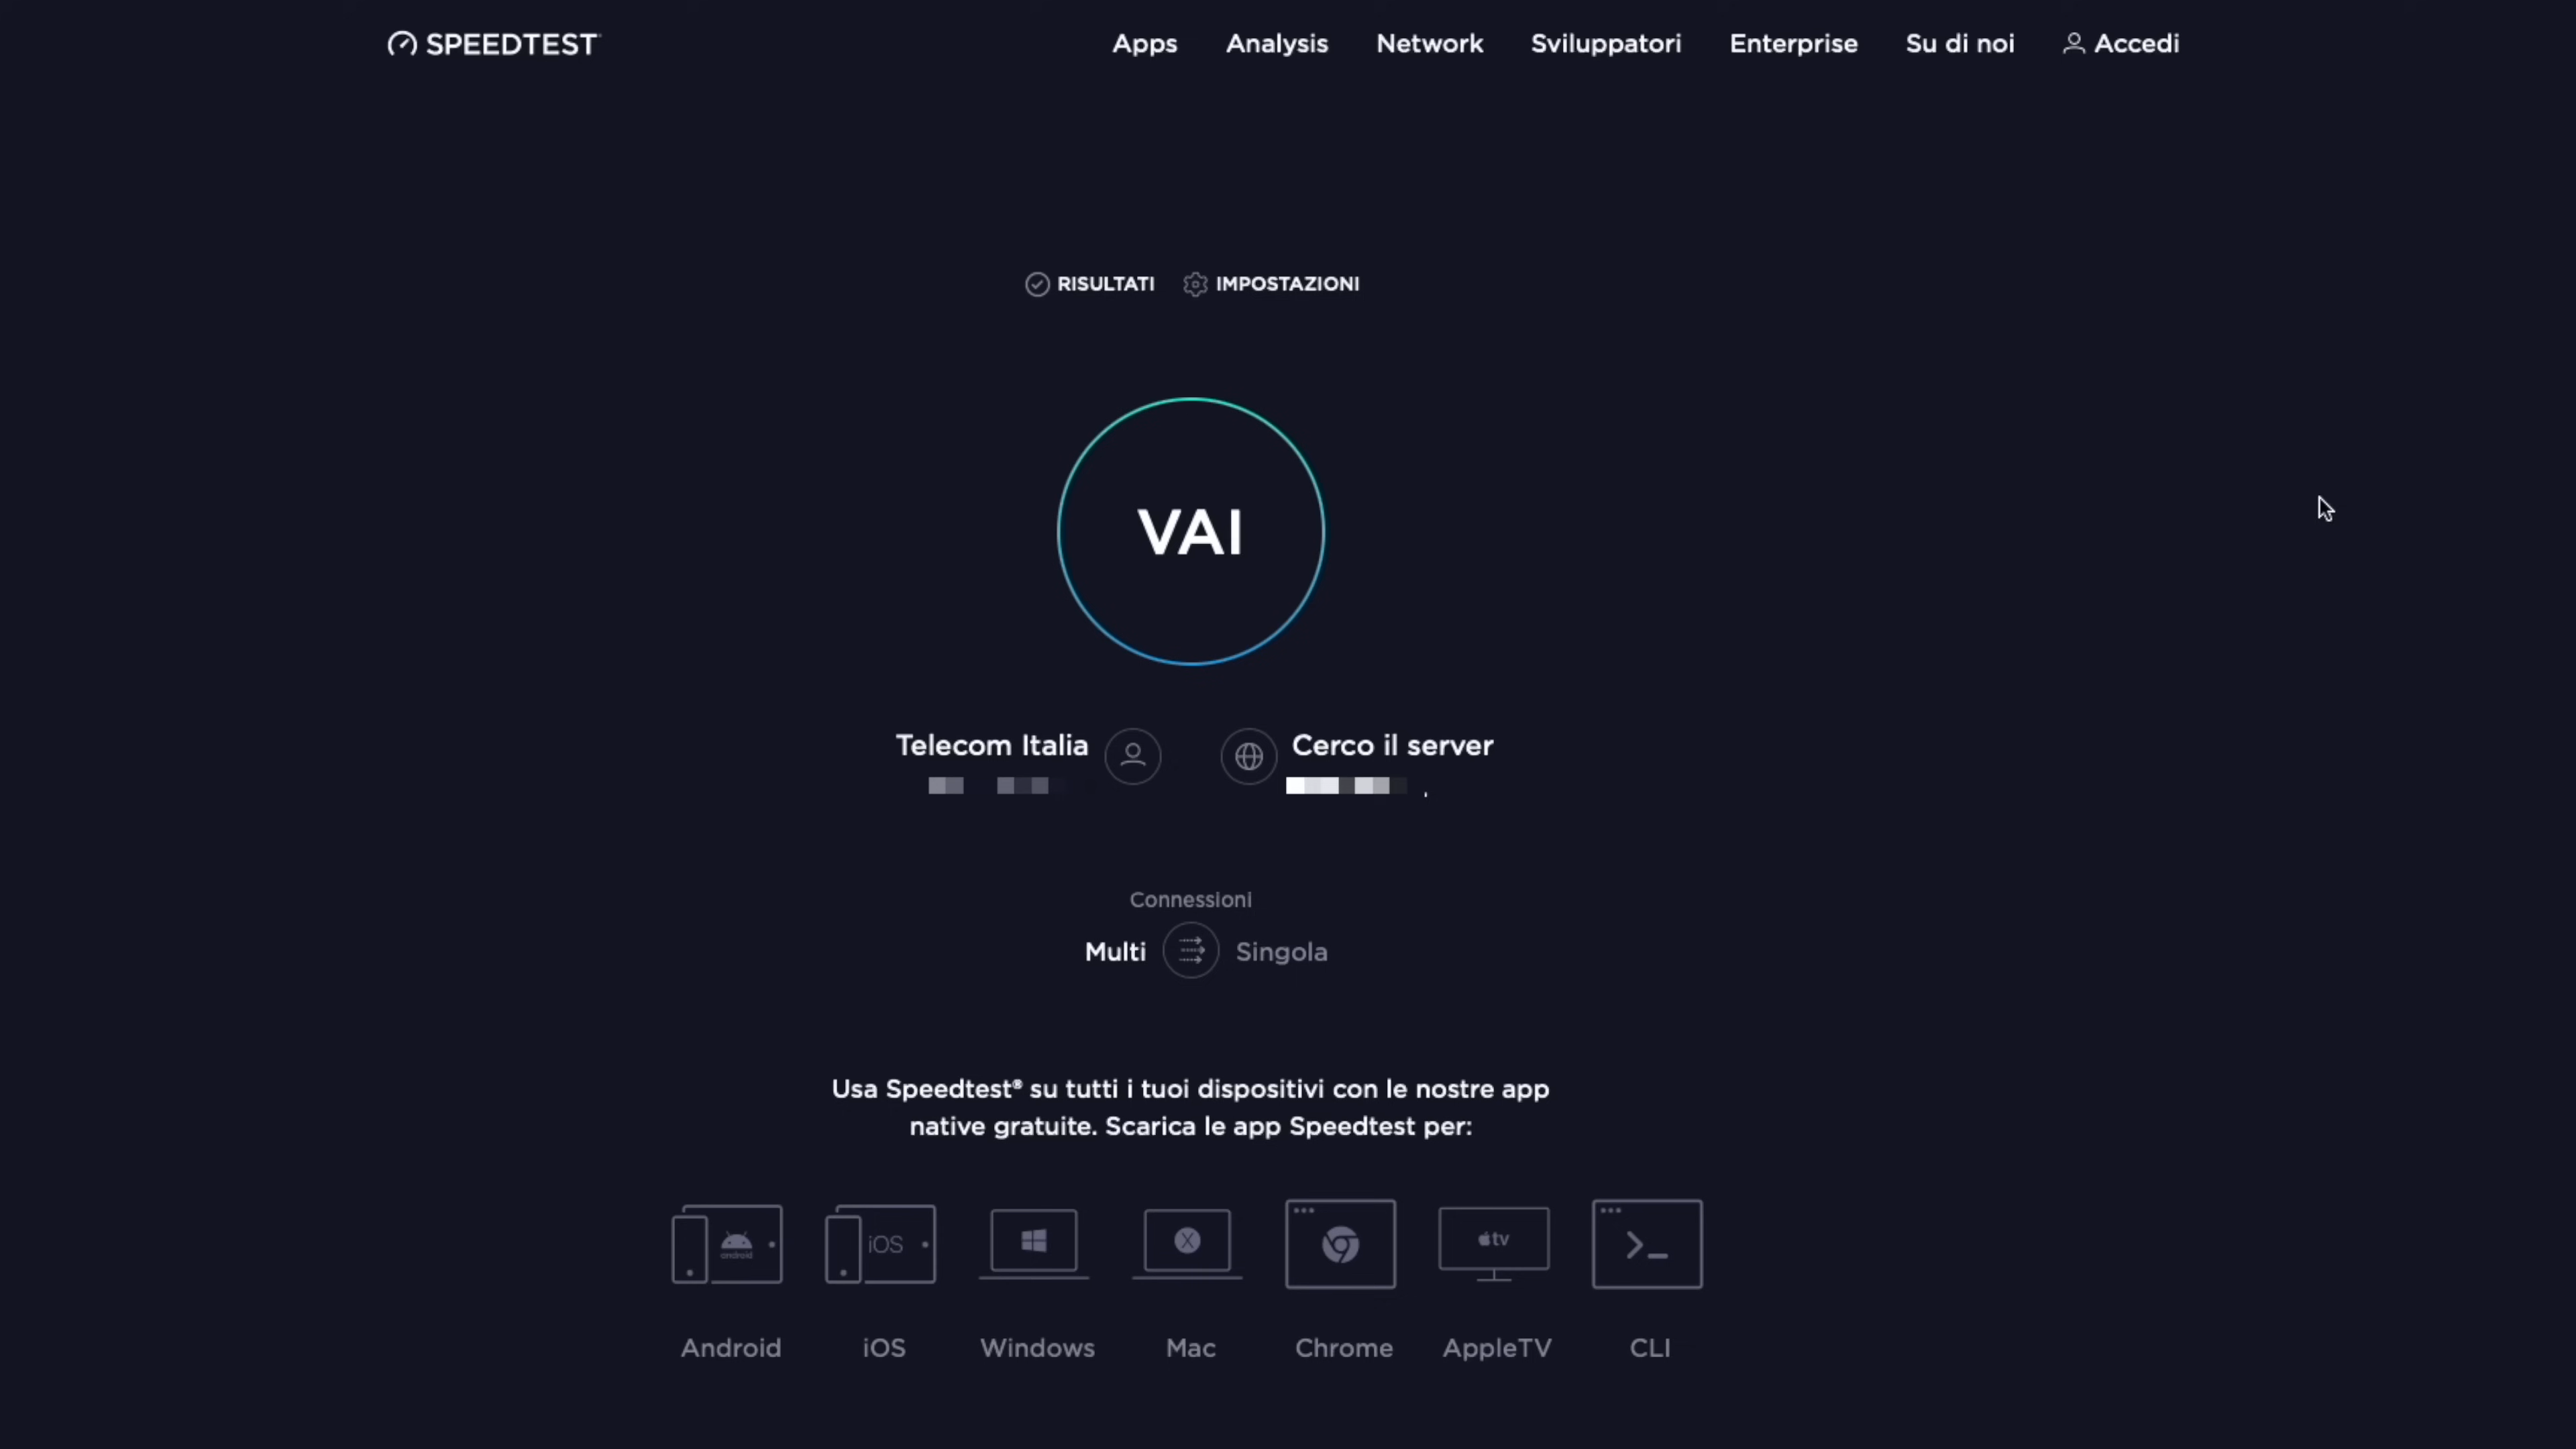 SPEEDTEST
Apps Analysis Network Sviluppatori Enterprise Su di noi Accedi
RISULTATI IMPOSTAZIONI
VAI
Telecom Italia Cerco il server
Connessioni
Multi Singola
Usa Speedtest® su tutti i tuoi dispositivi con le nostre app
native gratuite. Scarica le app Speedtest per:
android iOS X tv >_
Android iOS Windows Mac Chrome AppleTV CLI